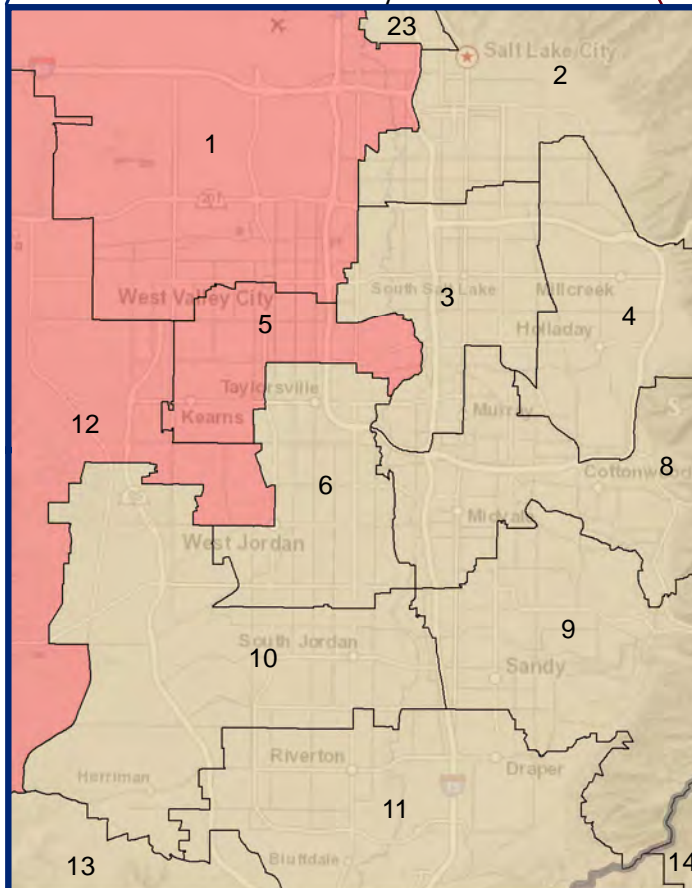 23
Salt Lake City
2
1
201
West Valley City
South Salt Lake
3
Millcreek
4
5
Holladay
Taylorsville
Kearns
Murray
12
8
6
Cottonwood
Midvale
West Jordan
9
South Jordan
10
Sandy
Riverton
Draper
Herriman
11
13
Bluffdale
14